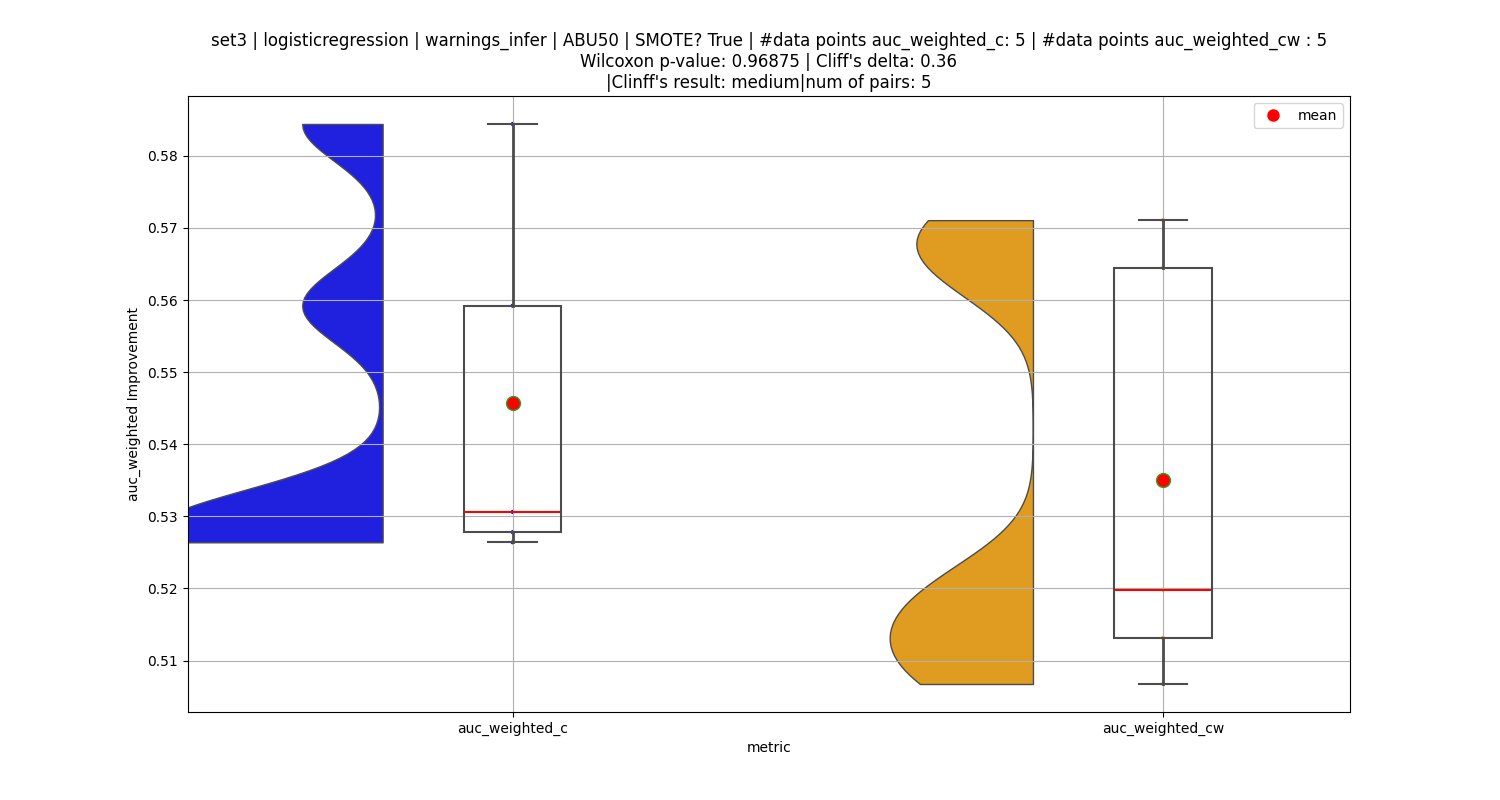 set3 | logisticregression | warnings_infer | ABU50 | SMOTE? True | #data points auc_weighted_c: 5 | #data points auc_weighted_cw : 5
Wilcoxon p-value: 0.96875 | Cliff's delta: 0.36
|Clinff's result: medium|num of pairs: 5
mean
0.58
0.57
0.56
0.55
0.54
0.53
0.52
0.51
auc_weighted Improvement
auc_weighted_c
auc_weighted_cw
metric